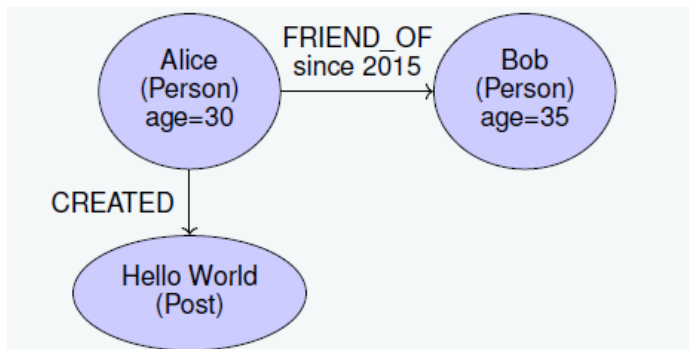 Alice
(Person)
age=30
FRIEND_OF
since 2015
Bob
(Person)
age=35
CREATED
Hello World
(Post)